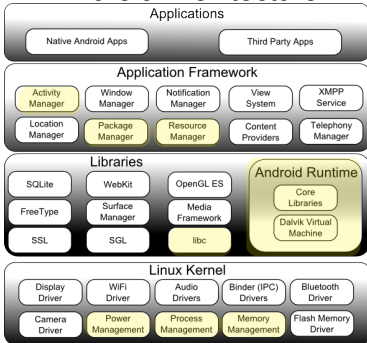 Applications
Native Android Apps
Third Party Apps
Application Framework
Activity Manager
Window Manager
Notification Manager
View System
XMPP Service
Location Manager
Package Manager
Resource Manager
Content Providers
Telephony Manager
Libraries
SQLite
WebKit
OpenGL ES
FreeType
Surface Manager
Media Framework
SSL
SGL
libc
Android Runtime
Core Libraries
Dalvik Virtual Machine
Linux Kernel
Display Driver
WiFi Driver
Audio Drivers
Binder (IPC) Drivers
Bluetooth Driver
Camera Driver
Power Management
Process Management
Memory Management
Flash Memory Driver